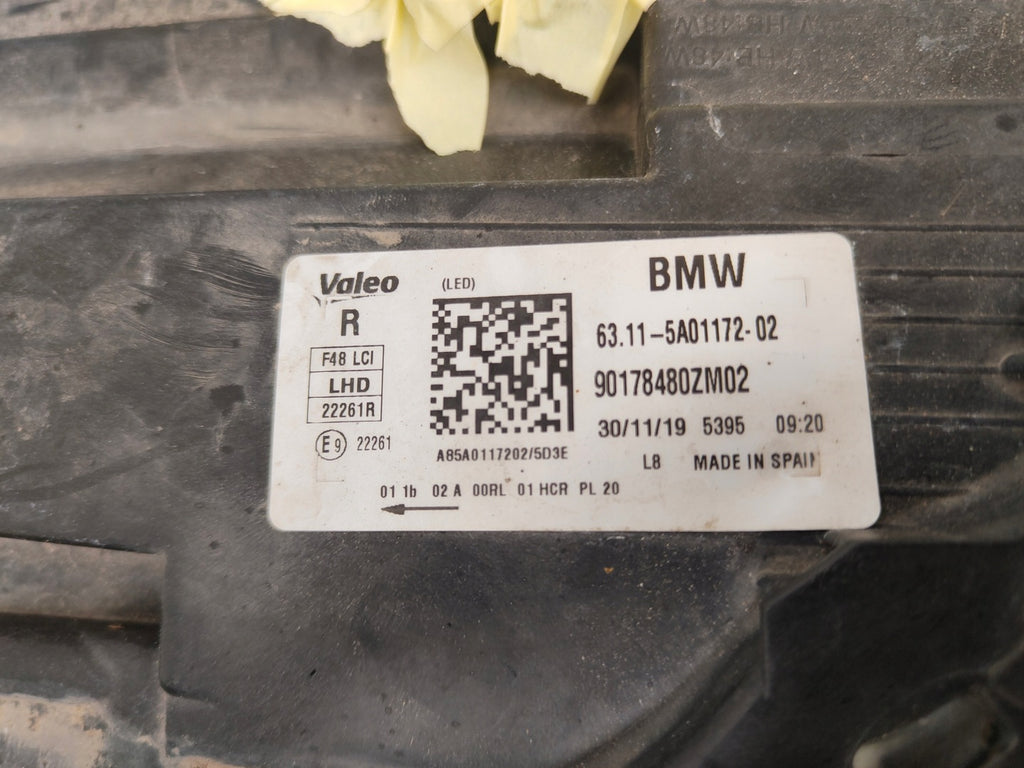 Valeo
(LED)
BMW
R
F48 LCI
LHD
22261R
E9 22261
63.11-5A01172-02
90178480ZM02
30/11/19 5395 09:20
A85A0117202/5D3E
L8 MADE IN SPAIN
01 1b 02 A 00RL 01 HCR PL 20